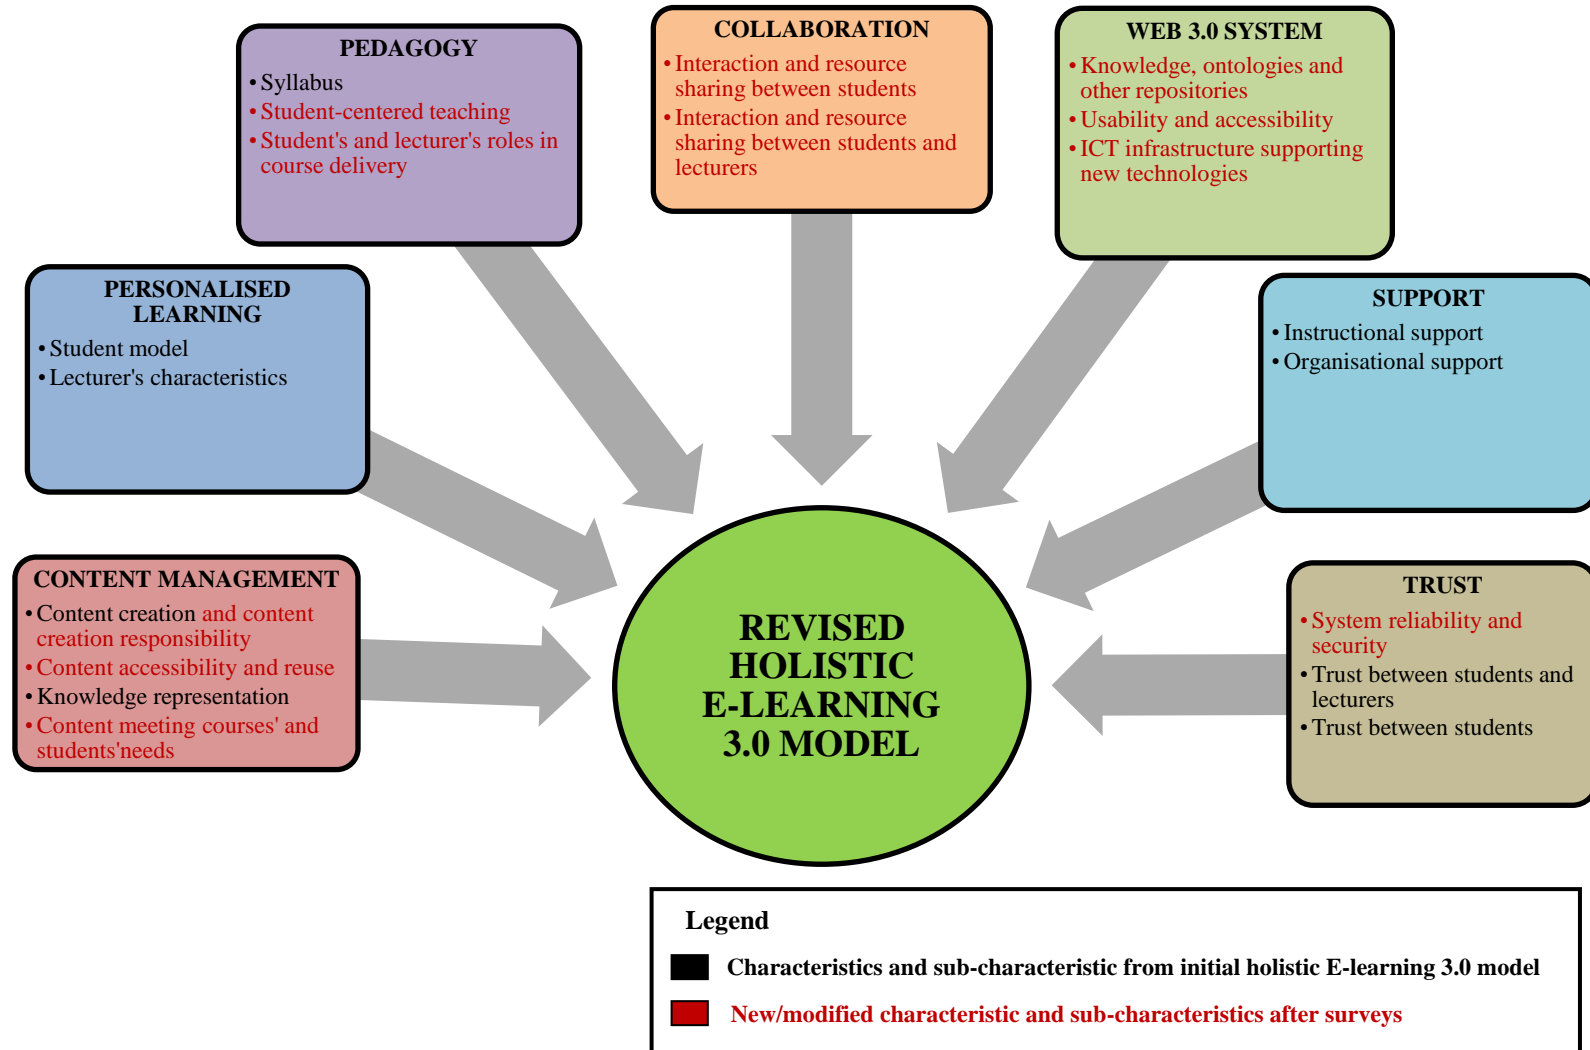 PEDAGOGY
• Syllabus
• Student-centered teaching
• Student's and lecturer's roles in
course delivery
COLLABORATION
• Interaction and resource
sharing between students
• Interaction and resource
sharing between students and
lecturers
WEB 3.0 SYSTEM
• Knowledge, ontologies and
other repositories
• Usability and accessibility
• ICT infrastructure supporting
new technologies
PERSONALISED
LEARNING
• Student model
• Lecturer's characteristics
SUPPORT
• Instructional support
• Organisational support
CONTENT MANAGEMENT
• Content creation and content
creation responsibility
• Content accessibility and reuse
• Knowledge representation
• Content meeting courses' and
students'needs
REVISED
HOLISTIC
E-LEARNING
3.0 MODEL
TRUST
• System reliability and
security
• Trust between students and
lecturers
• Trust between students
Legend
Characteristics and sub-characteristic from initial holistic E-learning 3.0 model
New/modified characteristic and sub-characteristics after surveys